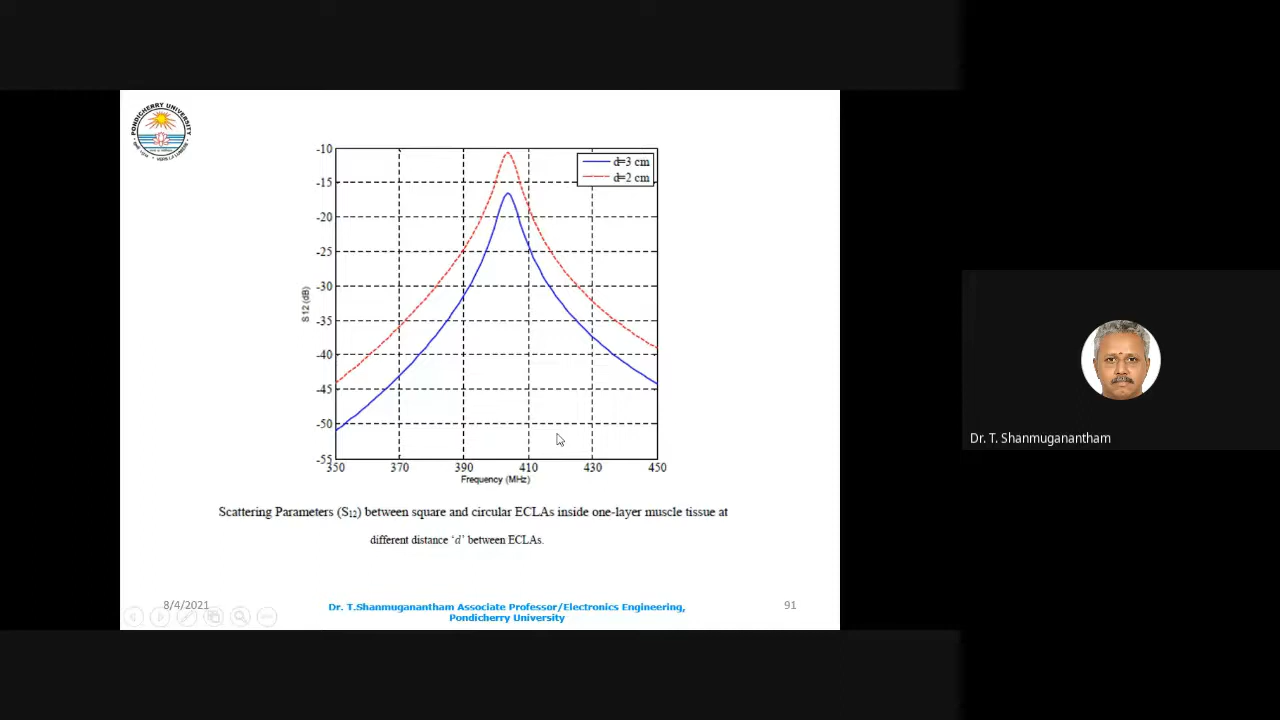 PONDICHERRY UNIVERSITY
-10
-15
-20
-25
-30
-35
-40
-45
-50
-55
S12 (dB)
d=3 cm
d=2 cm
350 370 390 410 430 450
Frequency (MHz)
Scattering Parameters (S12) between square and circular ECLAs inside one-layer muscle tissue at
different distance ‘d’ between ECLAs.
8/4/2021
Dr. T.Shanmuganantham Associate Professor/Electronics Engineering,
Pondicherry University
91
Dr. T. Shanmuganantham